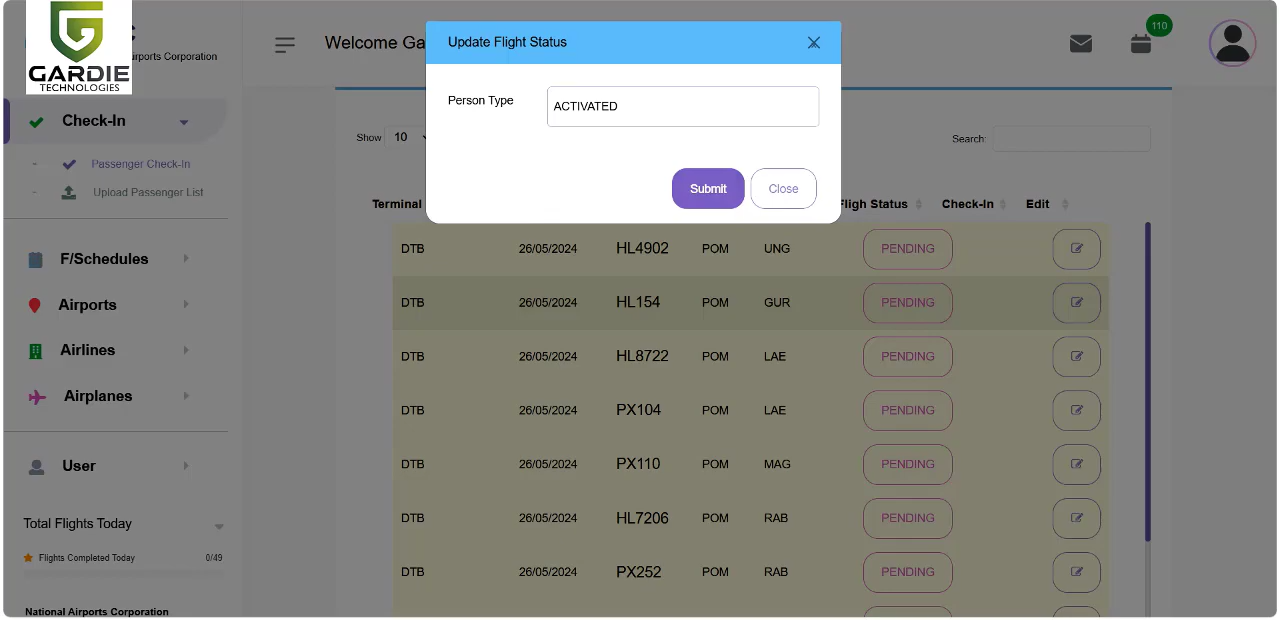 GARDIE
TECHNOLOGIES
irports Corporation
Check-In
- Passenger Check-In
- Upload Passenger List
F/Schedules
Airports
Airlines
Airplanes
User
Total Flights Today
Flights Completed Today 0/49
National Airports Corporation
Welcome Ga
110
Update Flight Status
Person Type ACTIVATED
Submit Close
Show 10 Search:
Terminal Fligh Status Check-In Edit
DTB 26/05/2024 HL4902 POM UNG PENDING
DTB 26/05/2024 HL154 POM GUR PENDING
DTB 26/05/2024 HL8722 POM LAE PENDING
DTB 26/05/2024 PX104 POM LAE PENDING
DTB 26/05/2024 PX110 POM MAG PENDING
DTB 26/05/2024 HL7206 POM RAB PENDING
DTB 26/05/2024 PX252 POM RAB PENDING